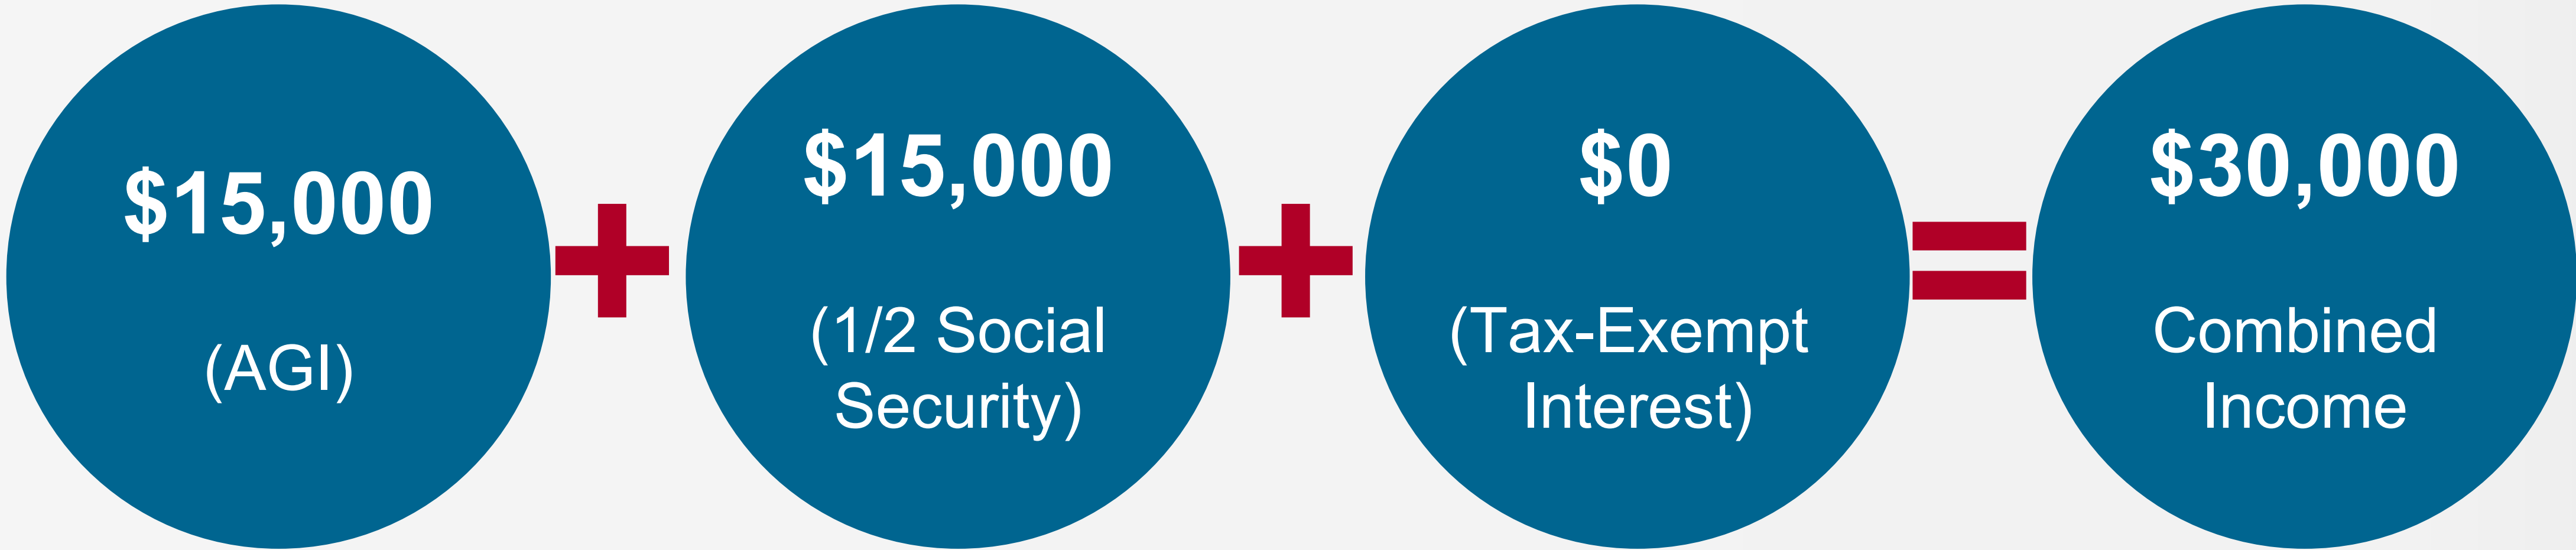 $15,000
(AGI)
+
$15,000
(1/2 Social
Security)
+
$0
(Tax-Exempt
Interest)
=
$30,000
Combined
Income